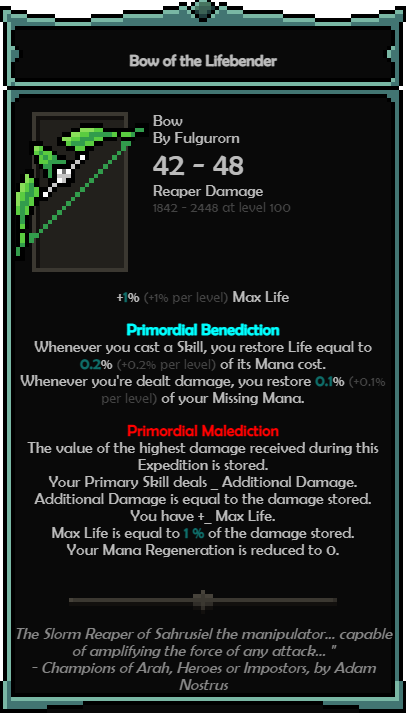 Bow of the Lifebender
Bow
By Fulgurorn
42 - 48
Reaper Damage
1842 - 2448 at level 100
+1% (+1% per level) Max Life
Primordial Benediction
Whenever you cast a Skill, you restore Life equal to
0.2% (+0.2% per level) of its Mana cost.
Whenever you're dealt damage, you restore 0.1% (+0.1%
per level) of your Missing Mana.
Primordial Malediction
The value of the highest damage received during this
Expedition is stored.
Your Primary Skill deals _ Additional Damage.
Additional Damage is equal to the damage stored.
You have +_ Max Life.
Max Life is equal to 1 % of the damage stored.
Your Mana Regeneration is reduced to 0.
The Slorm Reaper of Sahrusiel the manipulator... capable
of amplifying the force of any attack... "
- Champions of Arah, Heroes or Impostors, by Adam
Nostrus